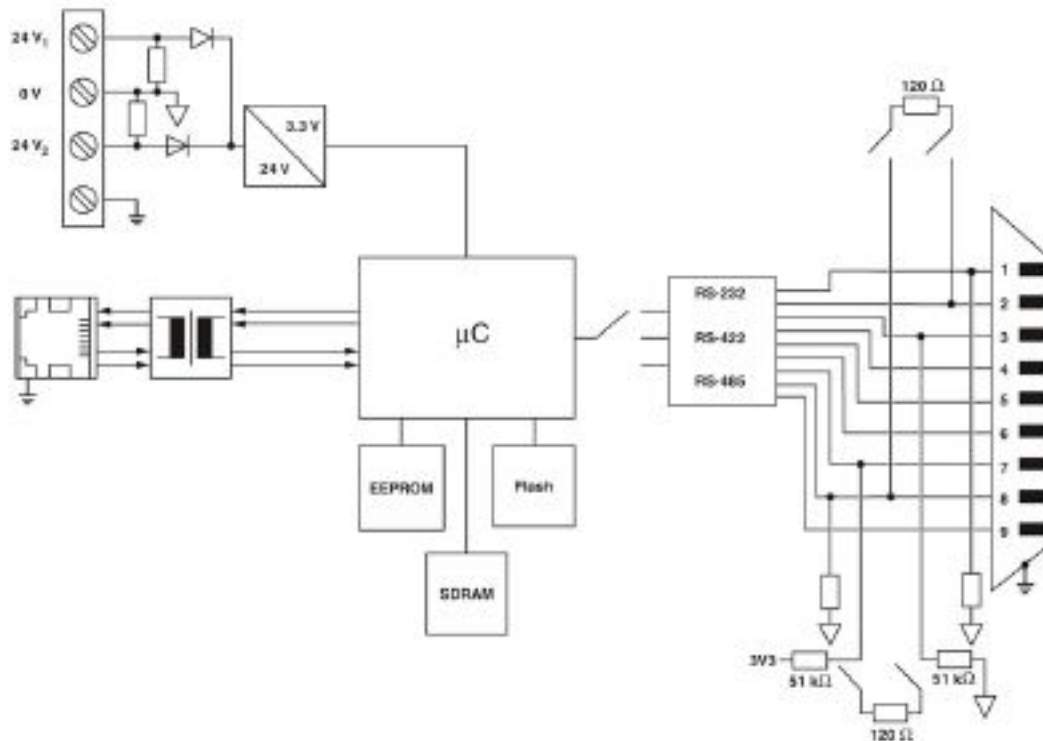 24 V1
0 V
24 V2
3.3 V
24 V
120 Ω
µC
RS-232
RS-422
RS-485
1
2
3
4
5
6
7
8
9
EEPROM
Flash
SDRAM
3V3
51 kΩ
51 kΩ
120 Ω